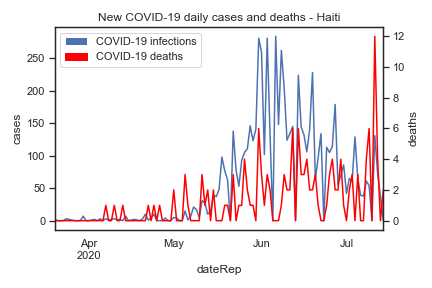 New COVID-19 daily cases and deaths - Haiti
COVID-19 infections
COVID-19 deaths
cases
250
200
150
100
50
0
deaths
12
10
8
6
4
2
0
Apr
2020
May
Jun
Jul
dateRep